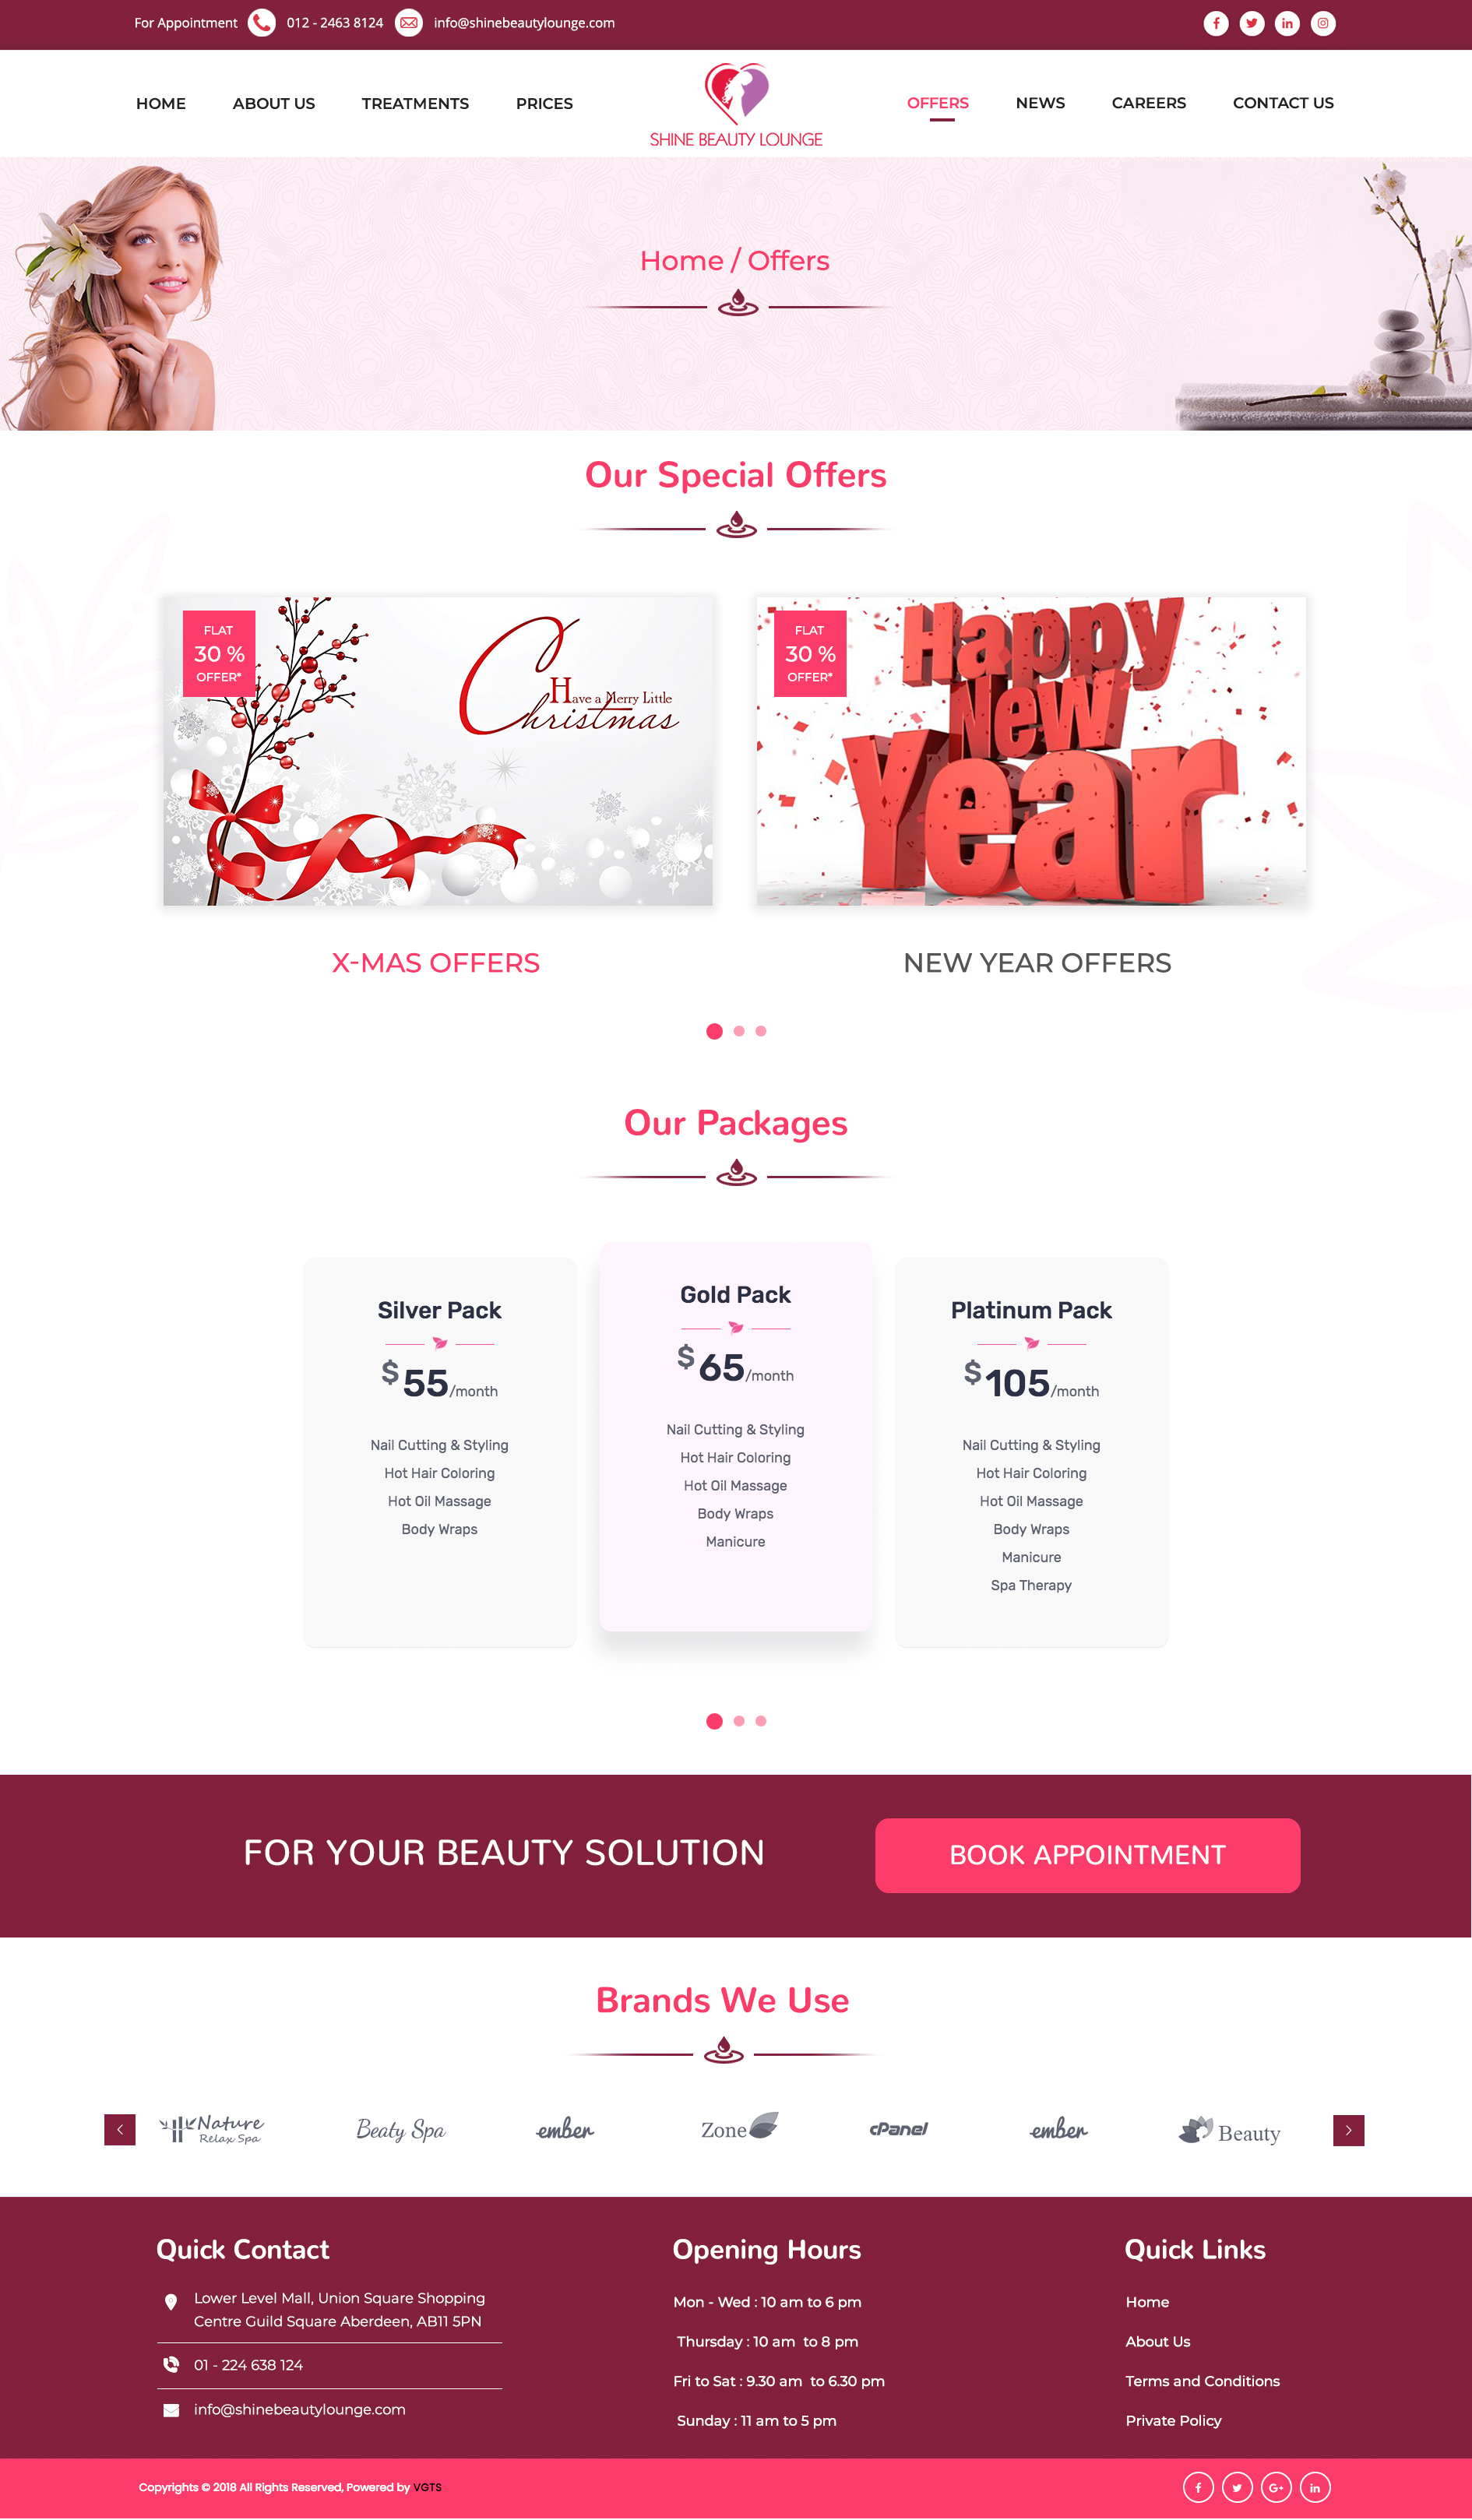 For Appointment 012 - 2463 8124 info@shinebeautylounge.com
HOME ABOUT US TREATMENTS PRICES
SHINE BEAUTY LOUNGE
OFFERS NEWS CAREERS CONTACT US
Home / Offers
Our Special Offers
FLAT
30 %
OFFER*
Have a Merry Little
Christmas
FLAT
30 %
OFFER*
Happy
New
Year
X-MAS OFFERS
NEW YEAR OFFERS
Our Packages
Silver Pack
$55/month
Nail Cutting & Styling
Hot Hair Coloring
Hot Oil Massage
Body Wraps
Gold Pack
$65/month
Nail Cutting & Styling
Hot Hair Coloring
Hot Oil Massage
Body Wraps
Manicure
Platinum Pack
$105/month
Nail Cutting & Styling
Hot Hair Coloring
Hot Oil Massage
Body Wraps
Manicure
Spa Therapy
FOR YOUR BEAUTY SOLUTION
BOOK APPOINTMENT
Brands We Use
Nature
Relax Spa
Beaty Spa
ember
Zone
cPanel
ember
Beauty
Quick Contact
Lower Level Mall, Union Square Shopping
Centre Guild Square Aberdeen, AB11 5PN
01 - 224 638 124
info@shinebeautylounge.com
Opening Hours
Mon - Wed : 10 am to 6 pm
Thursday : 10 am to 8 pm
Fri to Sat : 9.30 am to 6.30 pm
Sunday : 11 am to 5 pm
Quick Links
Home
About Us
Terms and Conditions
Private Policy
Copyrights © 2018 All Rights Reserved, Powered by VGTS